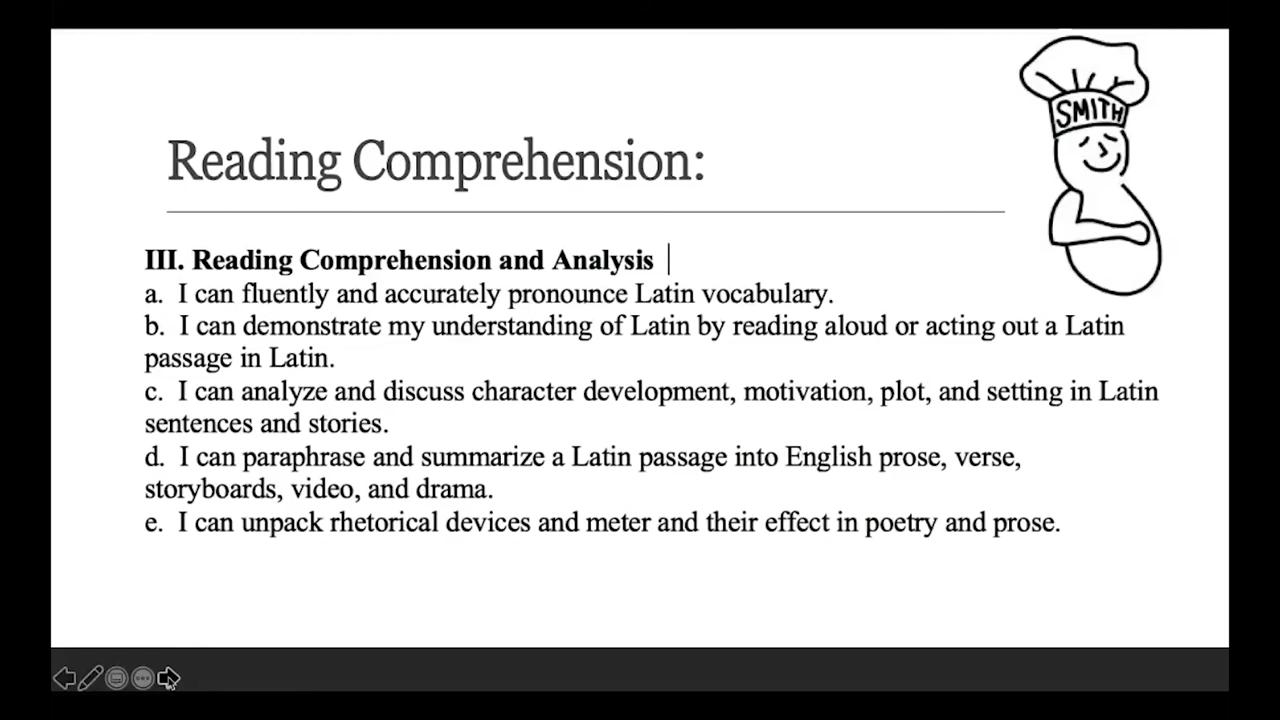 SMITH
Reading Comprehension:
III. Reading Comprehension and Analysis
a. I can fluently and accurately pronounce Latin vocabulary.
b. I can demonstrate my understanding of Latin by reading aloud or acting out a Latin
passage in Latin.
c. I can analyze and discuss character development, motivation, plot, and setting in Latin
sentences and stories.
d. I can paraphrase and summarize a Latin passage into English prose, verse,
storyboards, video, and drama.
e. I can unpack rhetorical devices and meter and their effect in poetry and prose.